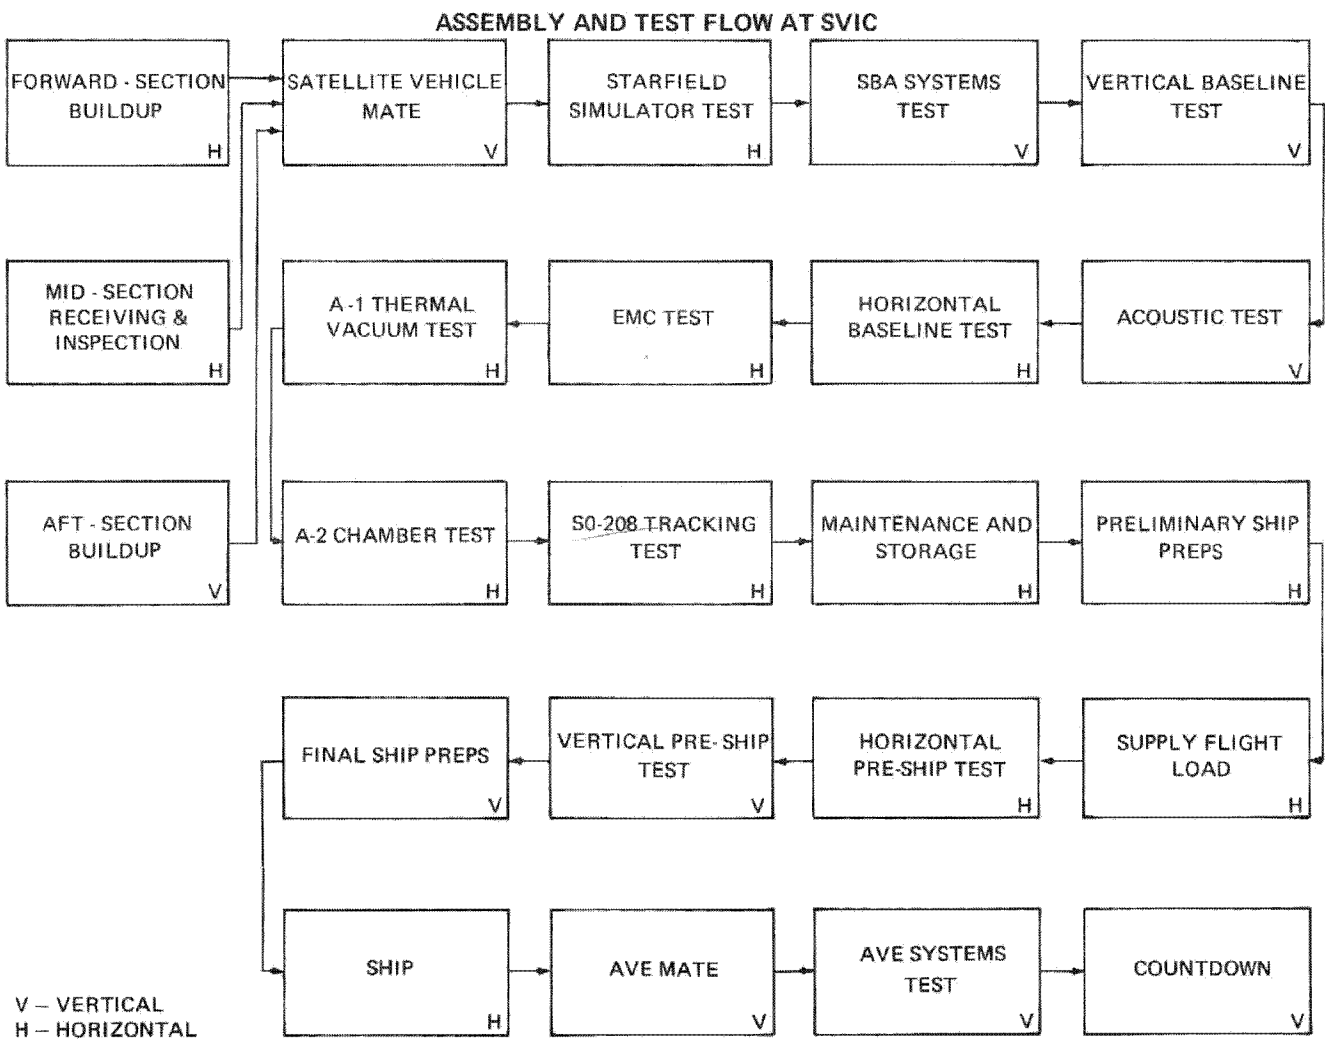 ASSEMBLY AND TEST FLOW AT SVIC
FORWARD - SECTION
BUILDUP
H
SATELLITE VEHICLE
MATE
V
STARFIELD
SIMULATOR TEST
H
SBA SYSTEMS
TEST
V
VERTICAL BASELINE
TEST
V
MID - SECTION
RECEIVING &
INSPECTION
H
A-1 THERMAL
VACUUM TEST
H
EMC TEST
H
HORIZONTAL
BASELINE TEST
H
ACOUSTIC TEST
V
AFT - SECTION
BUILDUP
V
A-2 CHAMBER TEST
H
S0-208 TRACKING
TEST
H
MAINTENANCE AND
STORAGE
H
PRELIMINARY SHIP
PREPS
H
FINAL SHIP PREPS
V
VERTICAL PRE-SHIP
TEST
V
HORIZONTAL
PRE-SHIP TEST
H
SUPPLY FLIGHT
LOAD
H
SHIP
H
AVE MATE
V
AVE SYSTEMS
TEST
V
COUNTDOWN
V
V – VERTICAL
H – HORIZONTAL